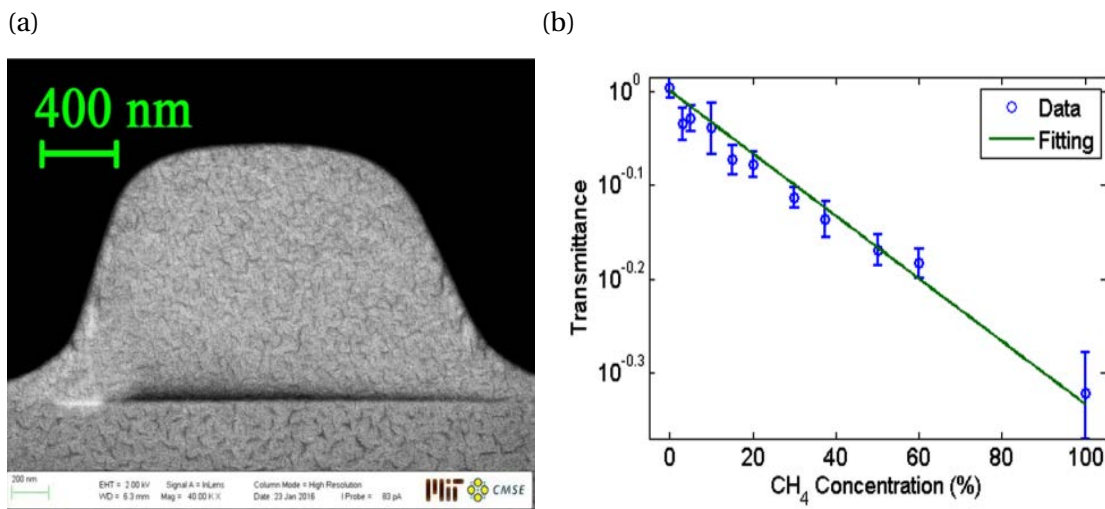 (a)
(b)
400 nm
200 nm
EHT = 2.00 kV Signal A = InLens Column Mode = High Resolution
WD = 6.3 mm Mag = 40.00 K X Date :23 Jan 2016 I Probe = 83 pA
MIT CMSE
10^0
10^-0.1
10^-0.2
10^-0.3
Transmittance
Data
Fitting
0 20 40 60 80 100
CH₄ Concentration (%)